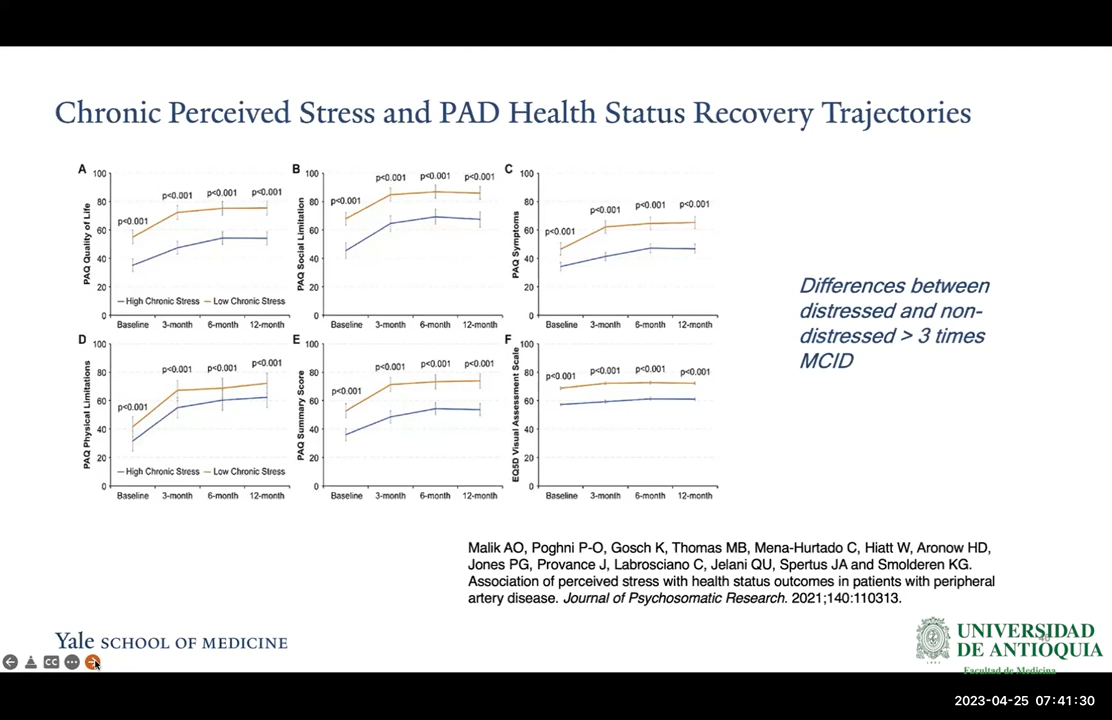 Chronic Perceived Stress and PAD Health Status Recovery Trajectories
A
100
80
60
40
20
0
PAQ Quality of Life
p<0.001
p<0.001
p<0.001
p<0.001
High Chronic Stress
Low Chronic Stress
Baseline
3-month
6-month
12-month
B
100
80
60
40
20
0
PAQ Social Limitation
p<0.001
p<0.001
p<0.001
p<0.001
Baseline
3-month
6-month
12-month
C
100
80
60
40
20
0
PAQ Symptoms
p<0.001
p<0.001
p<0.001
p<0.001
Baseline
3-month
6-month
12-month
D
100
80
60
40
20
0
PAQ Physical Limitations
p<0.001
p<0.001
p<0.001
p<0.001
High Chronic Stress
Low Chronic Stress
Baseline
3-month
6-month
12-month
E
100
80
60
40
20
0
PAQ Summary Score
p<0.001
p<0.001
p<0.001
p<0.001
Baseline
3-month
6-month
12-month
F
100
80
60
40
20
0
EQ5D Visual Assessment Scale
p<0.001
p<0.001
p<0.001
p<0.001
Baseline
3-month
6-month
12-month
Differences between
distressed and non-
distressed > 3 times
MCID
Malik AO, Poghni P-O, Gosch K, Thomas MB, Mena-Hurtado C, Hiatt W, Aronow HD,
Jones PG, Provance J, Labrosciano C, Jelani QU, Spertus JA and Smolderen KG.
Association of perceived stress with health status outcomes in patients with peripheral
artery disease. Journal of Psychosomatic Research. 2021;140:110313.
Yale SCHOOL OF MEDICINE
CC
UNIVERSIDAD
DE ANTIOQUIA
Facultad de Medicina
2023-04-25 07:41:30